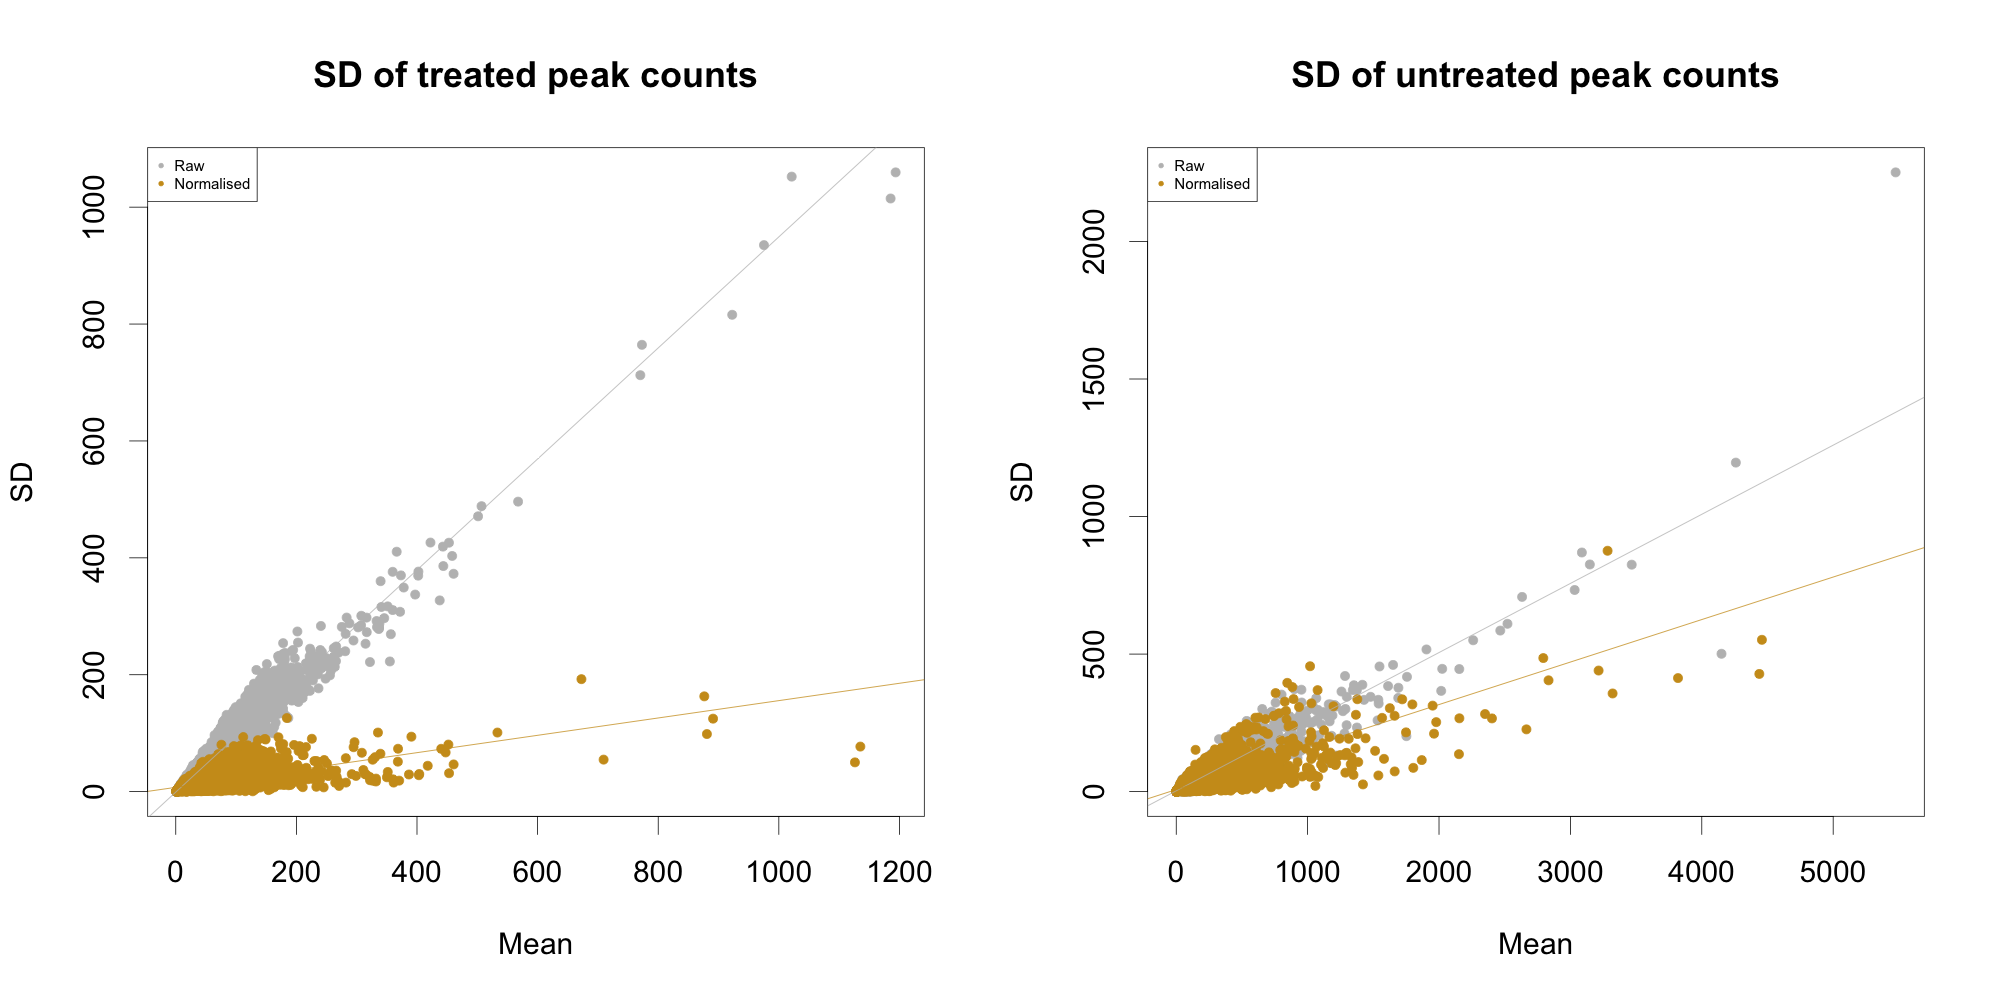 SD of treated peak counts
Raw
Normalised
SD
0
200
400
600
800
1000
0 200 400 600 800 1000 1200
Mean
SD of untreated peak counts
Raw
Normalised
SD
0
500
1000
1500
2000
0 1000 2000 3000 4000 5000
Mean